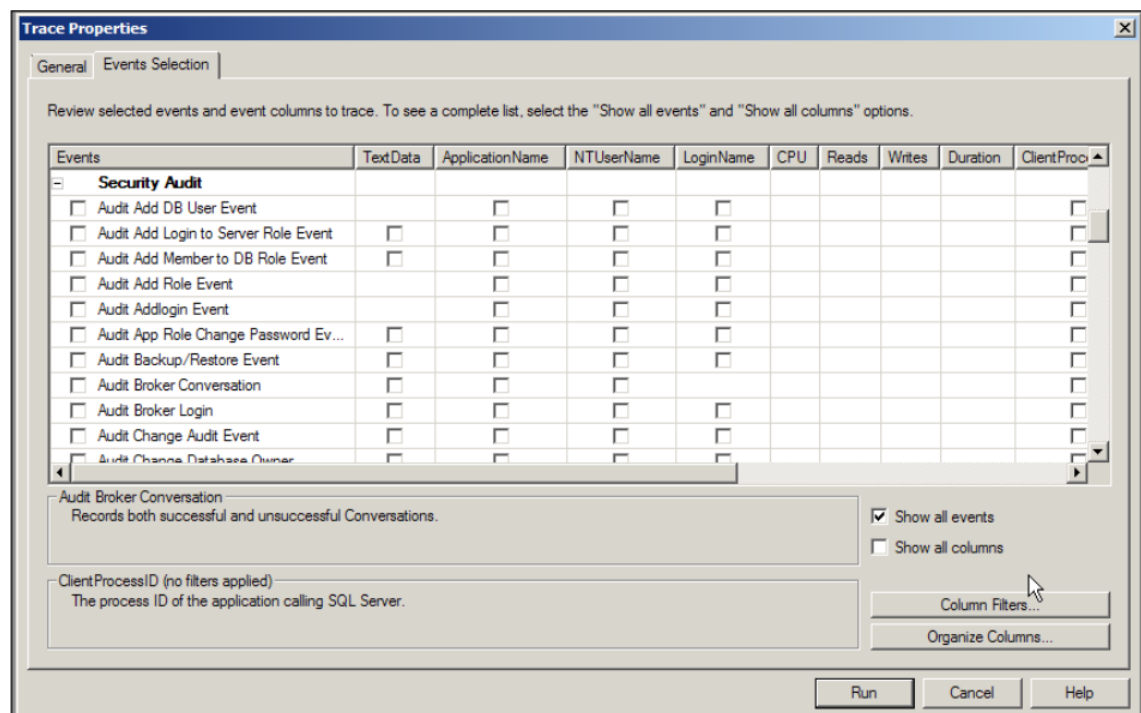 Trace Properties
General Events Selection
Review selected events and event columns to trace. To see a complete list, select the "Show all events" and "Show all columns" options.
Events TextData ApplicationName NTUserName LoginName CPU Reads Writes Duration ClientProc
Security Audit
Audit Add DB User Event
Audit Add Login to Server Role Event
Audit Add Member to DB Role Event
Audit Add Role Event
Audit Addlogin Event
Audit App Role Change Password Ev...
Audit Backup/Restore Event
Audit Broker Conversation
Audit Broker Login
Audit Change Audit Event
Audit Change Database Owner
Audit Broker Conversation
Records both successful and unsuccessful Conversations.
Show all events
Show all columns
ClientProcessID (no filters applied)
The process ID of the application calling SQL Server.
Column Filters...
Organize Columns...
Run Cancel Help